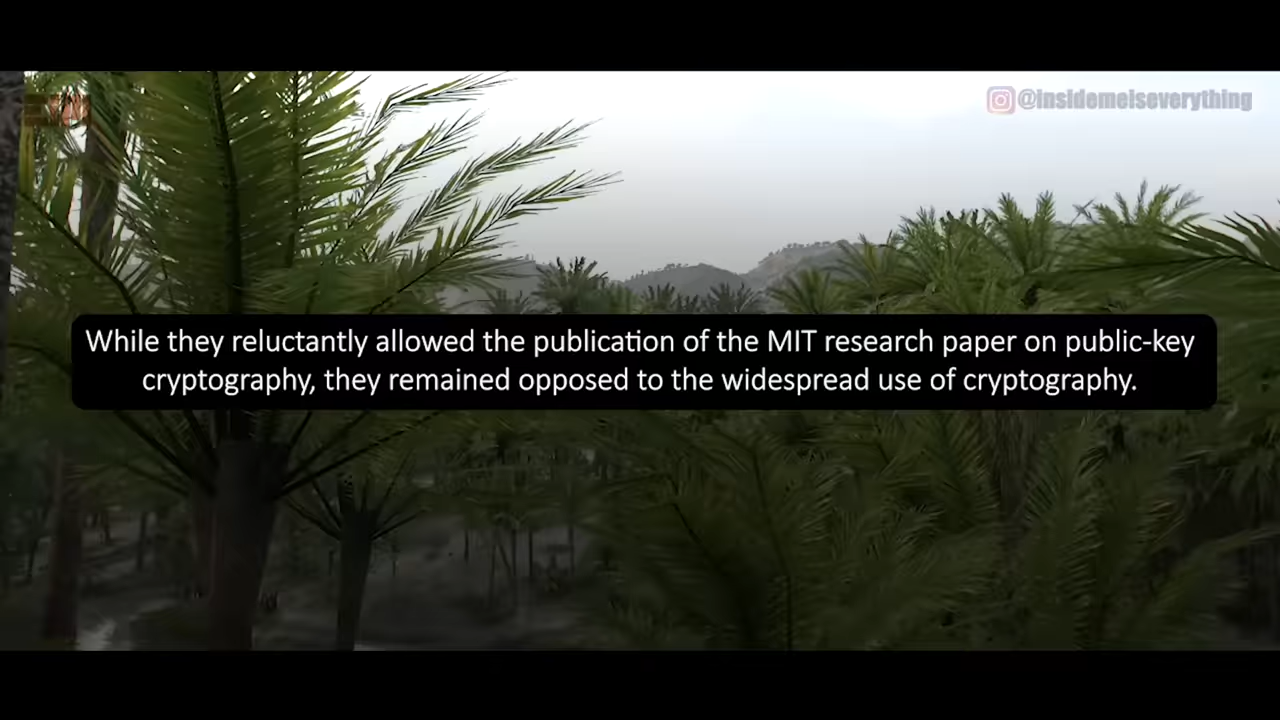 @insidemeiseverything
While they reluctantly allowed the publication of the MIT research paper on public-key
cryptography, they remained opposed to the widespread use of cryptography.